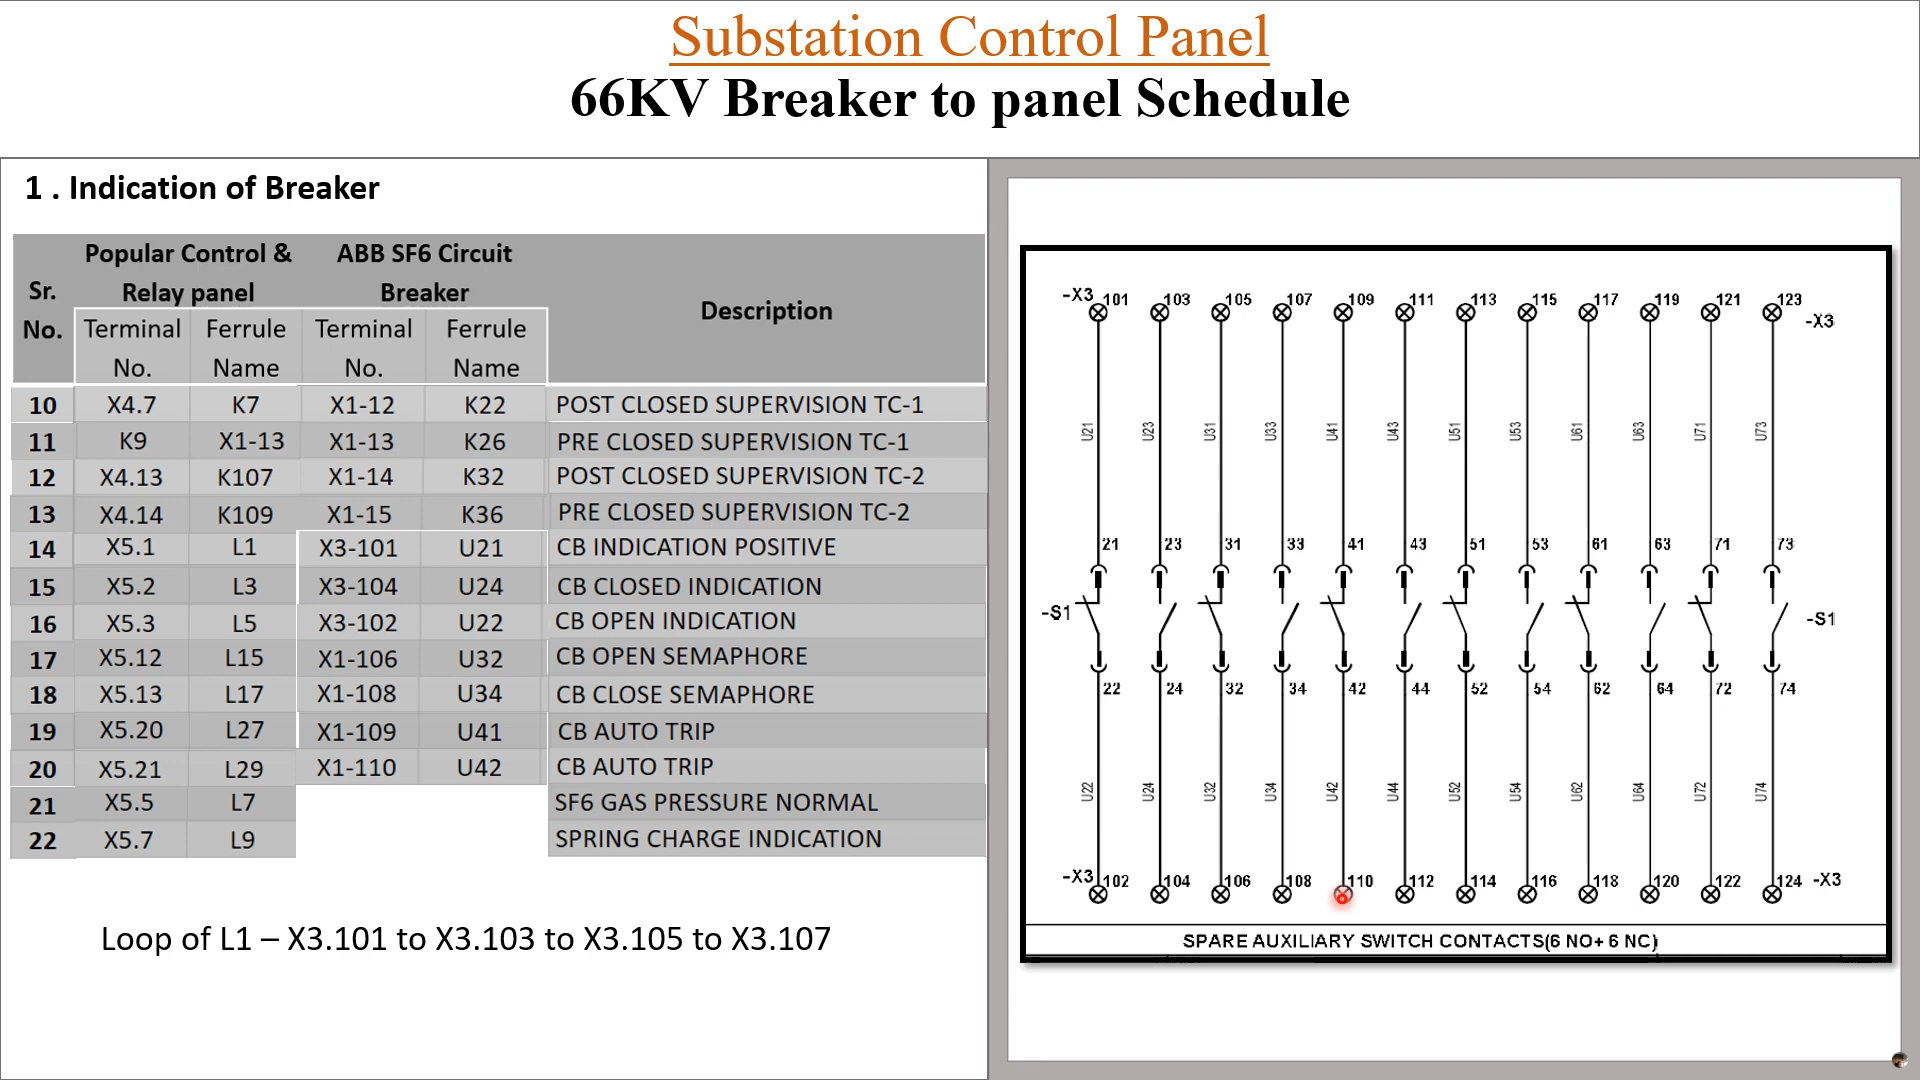 Substation Control Panel
66KV Breaker to panel Schedule
1 . Indication of Breaker
Sr. No. Popular Control & Relay panel ABB SF6 Circuit Breaker Description
Terminal No. Ferrule Name Terminal No. Ferrule Name
10 X4.7 K7 X1-12 K22 POST CLOSED SUPERVISION TC-1
11 K9 X1-13 X1-13 K26 PRE CLOSED SUPERVISION TC-1
12 X4.13 K107 X1-14 K32 POST CLOSED SUPERVISION TC-2
13 X4.14 K109 X1-15 K36 PRE CLOSED SUPERVISION TC-2
14 X5.1 L1 X3-101 U21 CB INDICATION POSITIVE
15 X5.2 L3 X3-104 U24 CB CLOSED INDICATION
16 X5.3 L5 X3-102 U22 CB OPEN INDICATION
17 X5.12 L15 X1-106 U32 CB OPEN SEMAPHORE
18 X5.13 L17 X1-108 U34 CB CLOSE SEMAPHORE
19 X5.20 L27 X1-109 U41 CB AUTO TRIP
20 X5.21 L29 X1-110 U42 CB AUTO TRIP
21 X5.5 L7 SF6 GAS PRESSURE NORMAL
22 X5.7 L9 SPRING CHARGE INDICATION
Loop of L1 – X3.101 to X3.103 to X3.105 to X3.107
-X3 101 103 105 107 109 111 113 115 117 119 121 123 -X3
U21 U23 U31 U33 U41 U43 U51 U53 U61 U63 U71 U73
21 23 31 33 41 43 51 53 61 63 71 73
-S1 -S1
22 24 32 34 42 44 52 54 62 64 72 74
U22 U24 U32 U34 U42 U44 U52 U54 U62 U64 U72 U74
-X3 102 104 106 108 110 112 114 116 118 120 122 124 -X3
SPARE AUXILIARY SWITCH CONTACTS(6 NO+ 6 NC)